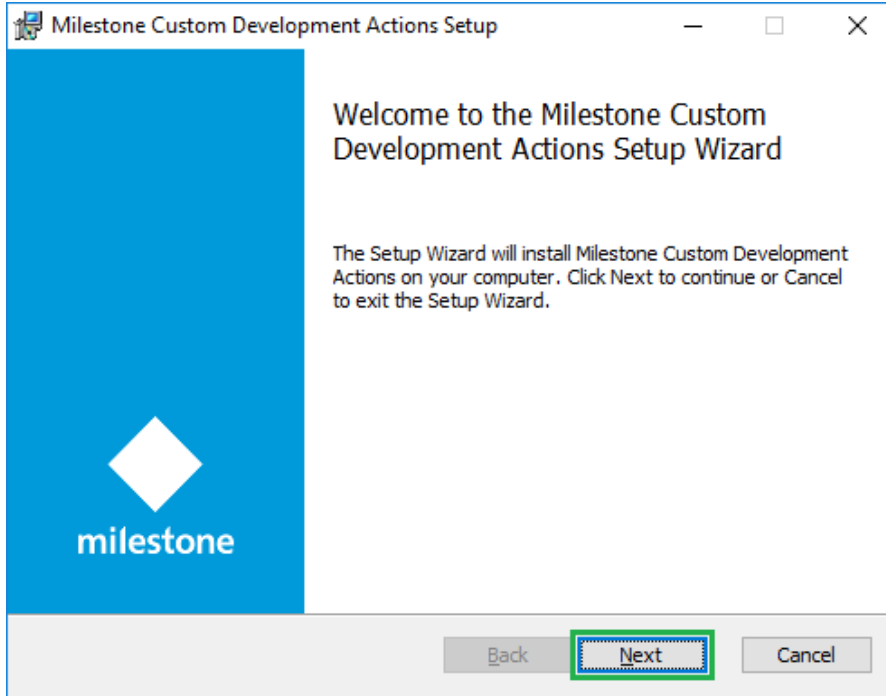 Milestone Custom Development Actions Setup
Welcome to the Milestone Custom
Development Actions Setup Wizard
The Setup Wizard will install Milestone Custom Development
Actions on your computer. Click Next to continue or Cancel
to exit the Setup Wizard.
milestone
Back Next Cancel